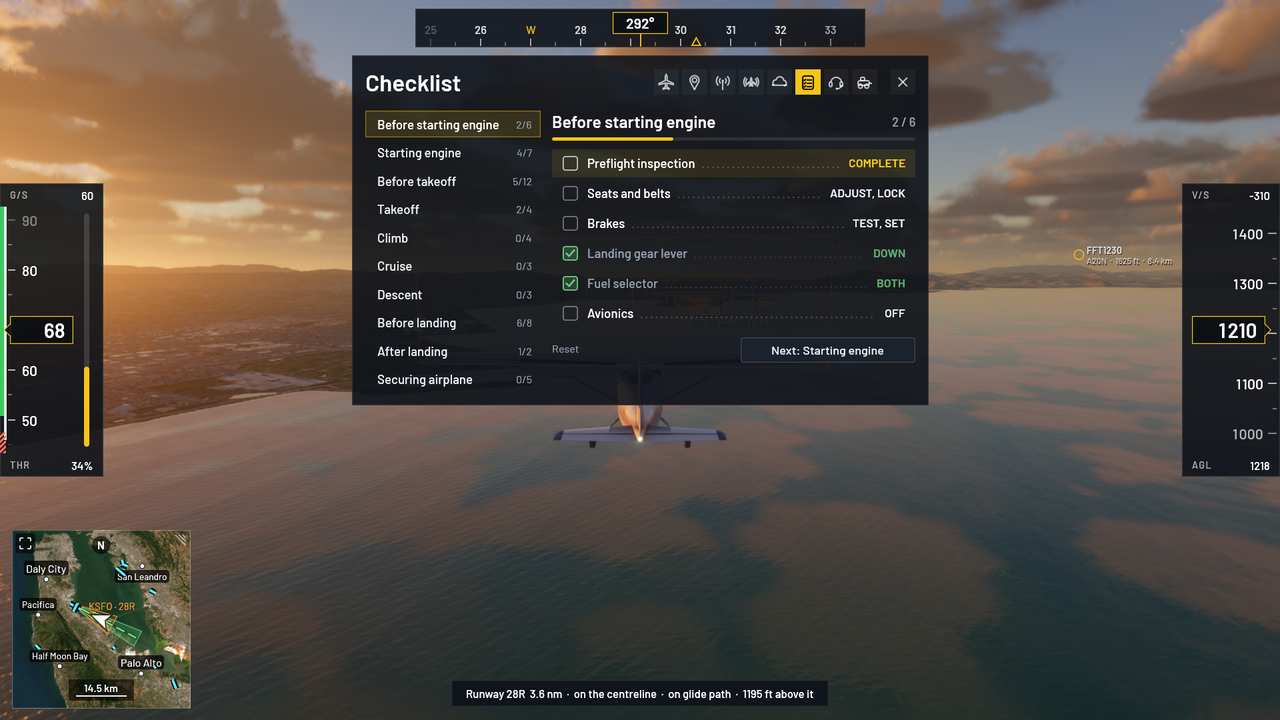 25 26 W 28 292° 30 31 32 33
Checklist
Before starting engine 2/6
Starting engine 4/7
Before takeoff 5/12
Takeoff 2/4
Climb 0/4
Cruise 0/3
Descent 0/3
Before landing 6/8
After landing 1/2
Securing airplane 0/5
Before starting engine 2 / 6
Preflight inspection COMPLETE
Seats and belts ADJUST, LOCK
Brakes TEST, SET
Landing gear lever DOWN
Fuel selector BOTH
Avionics OFF
Reset
Next: Starting engine
G/S 60
90
80
68
60
50
THR 34%
V/S -310
1400
1300
1210
1100
1000
AGL 1218
FFT1230
A20N · 1625 ft · 8.4 km
N
Daly City
San Leandro
Pacifica
KSFO · 28R
Half Moon Bay
Palo Alto
14.5 km
Runway 28R 3.6 nm · on the centreline · on glide path · 1195 ft above it